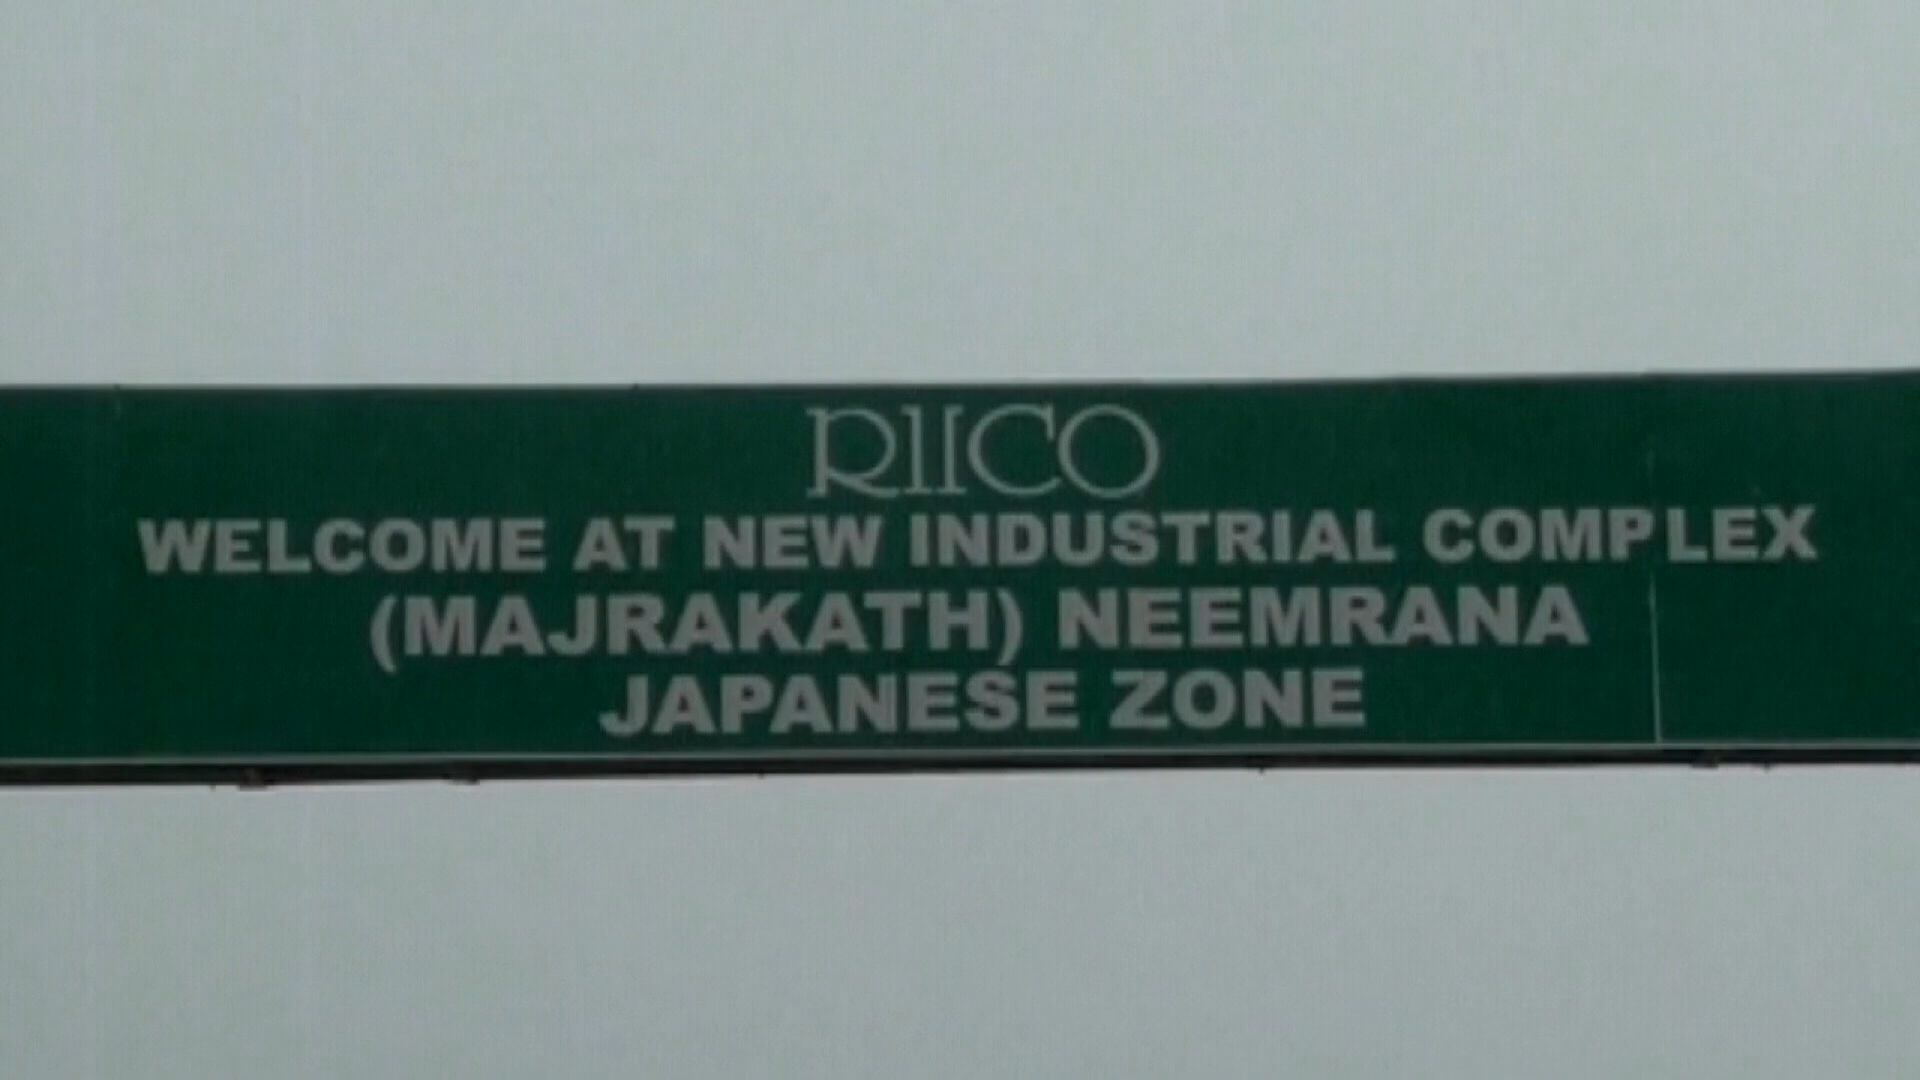 RIICO
WELCOME AT NEW INDUSTRIAL COMPLEX
(MAJRAKATH) NEEMRANA
JAPANESE ZONE